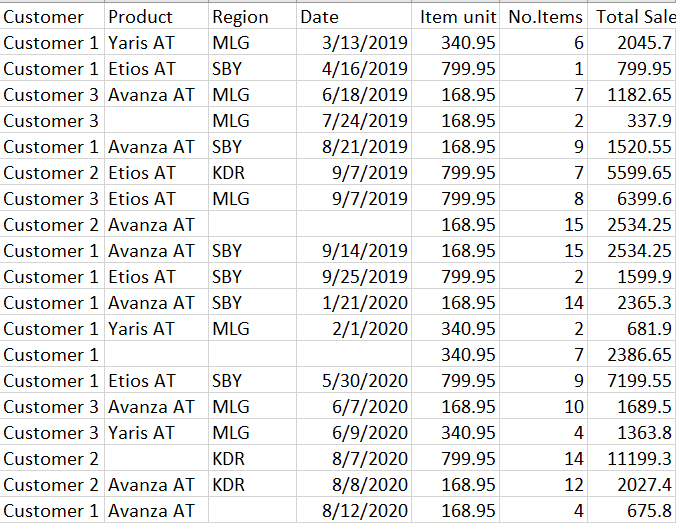 Customer Product Region Date Item unit No.Items Total Sale
Customer 1 Yaris AT MLG 3/13/2019 340.95 6 2045.7
Customer 1 Etios AT SBY 4/16/2019 799.95 1 799.95
Customer 3 Avanza AT MLG 6/18/2019 168.95 7 1182.65
Customer 3 MLG 7/24/2019 168.95 2 337.9
Customer 1 Avanza AT SBY 8/21/2019 168.95 9 1520.55
Customer 2 Etios AT KDR 9/7/2019 799.95 7 5599.65
Customer 3 Etios AT MLG 9/7/2019 799.95 8 6399.6
Customer 2 Avanza AT 168.95 15 2534.25
Customer 1 Avanza AT SBY 9/14/2019 168.95 15 2534.25
Customer 1 Etios AT SBY 9/25/2019 799.95 2 1599.9
Customer 1 Avanza AT SBY 1/21/2020 168.95 14 2365.3
Customer 1 Yaris AT MLG 2/1/2020 340.95 2 681.9
Customer 1 340.95 7 2386.65
Customer 1 Etios AT SBY 5/30/2020 799.95 9 7199.55
Customer 3 Avanza AT MLG 6/7/2020 168.95 10 1689.5
Customer 3 Yaris AT MLG 6/9/2020 340.95 4 1363.8
Customer 2 KDR 8/7/2020 799.95 14 11199.3
Customer 2 Avanza AT KDR 8/8/2020 168.95 12 2027.4
Customer 1 Avanza AT 8/12/2020 168.95 4 675.8